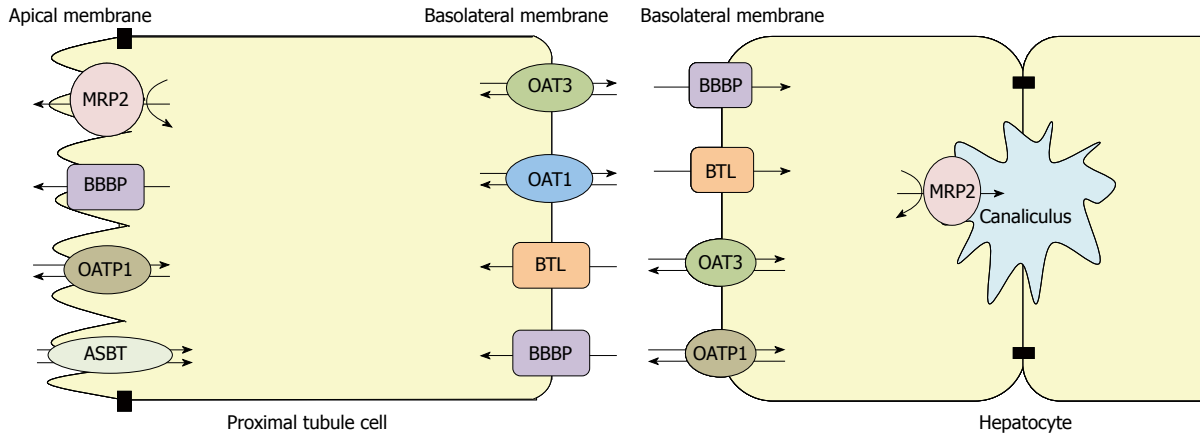 Apical membrane
Basolateral membrane
Basolateral membrane
MRP2
BBBP
OATP1
ASBT
OAT3
OAT1
BTL
BBBP
BBBP
BTL
OAT3
OATP1
MRP2
Canaliculus
Proximal tubule cell
Hepatocyte